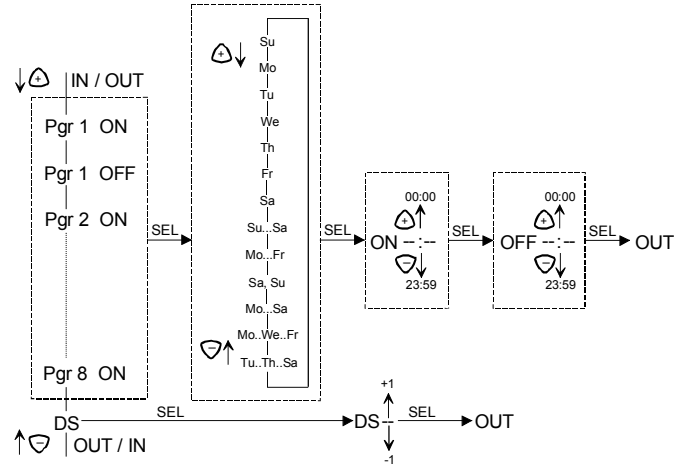 +
IN / OUT
Pgr 1 ON
Pgr 1 OFF
Pgr 2 ON
Pgr 8 ON
DS
−
OUT / IN
SEL
+
Su
Mo
Tu
We
Th
Fr
Sa
Su...Sa
Mo...Fr
Sa, Su
Mo...Sa
Mo..We..Fr
Tu..Th..Sa
−
SEL
00:00
+
ON --:--
−
23:59
SEL
00:00
+
OFF --:--
−
23:59
SEL
OUT
SEL
+1
DS--
-1
SEL
OUT